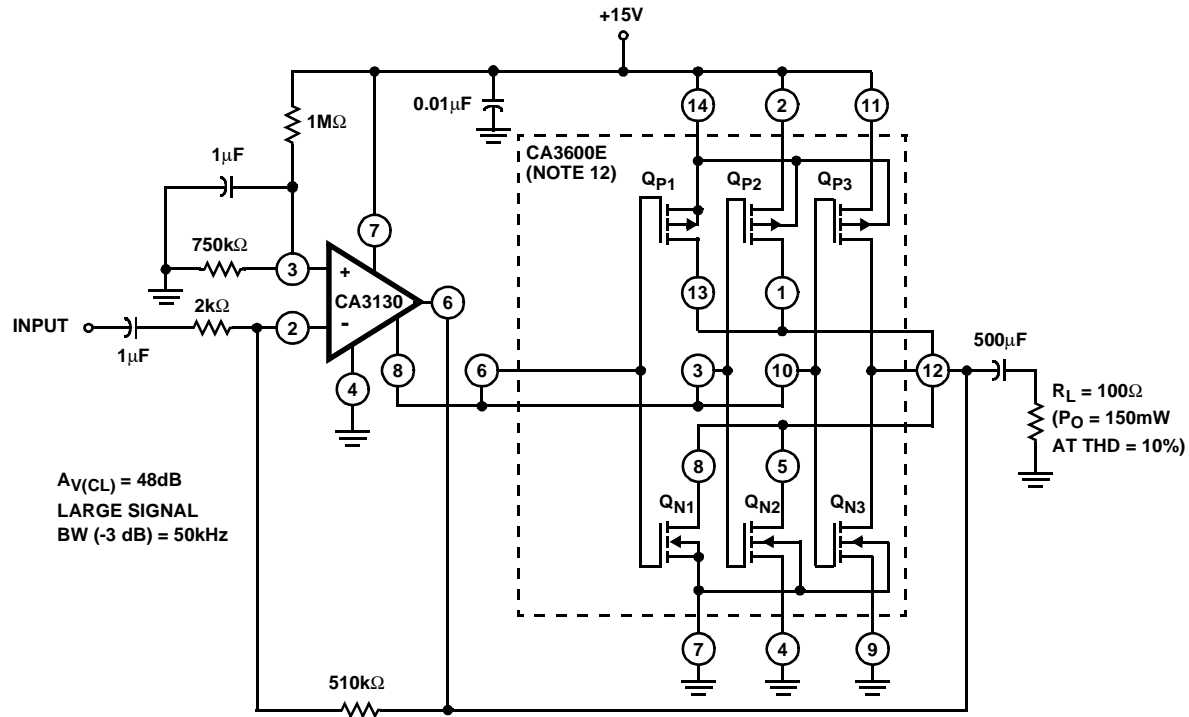 +15V
0.01μF
14
2
11
1MΩ
CA3600E
(NOTE 12)
1μF
QP1
QP2
QP3
7
750kΩ
3
+
CA3130
6
13
1
2kΩ
INPUT
2
-
1μF
500μF
8
6
3
10
12
4
RL = 100Ω
(PO = 150mW
AT THD = 10%)
8
5
AV(CL) = 48dB
LARGE SIGNAL
BW (-3 dB) = 50kHz
QN1
QN2
QN3
7
4
9
510kΩ